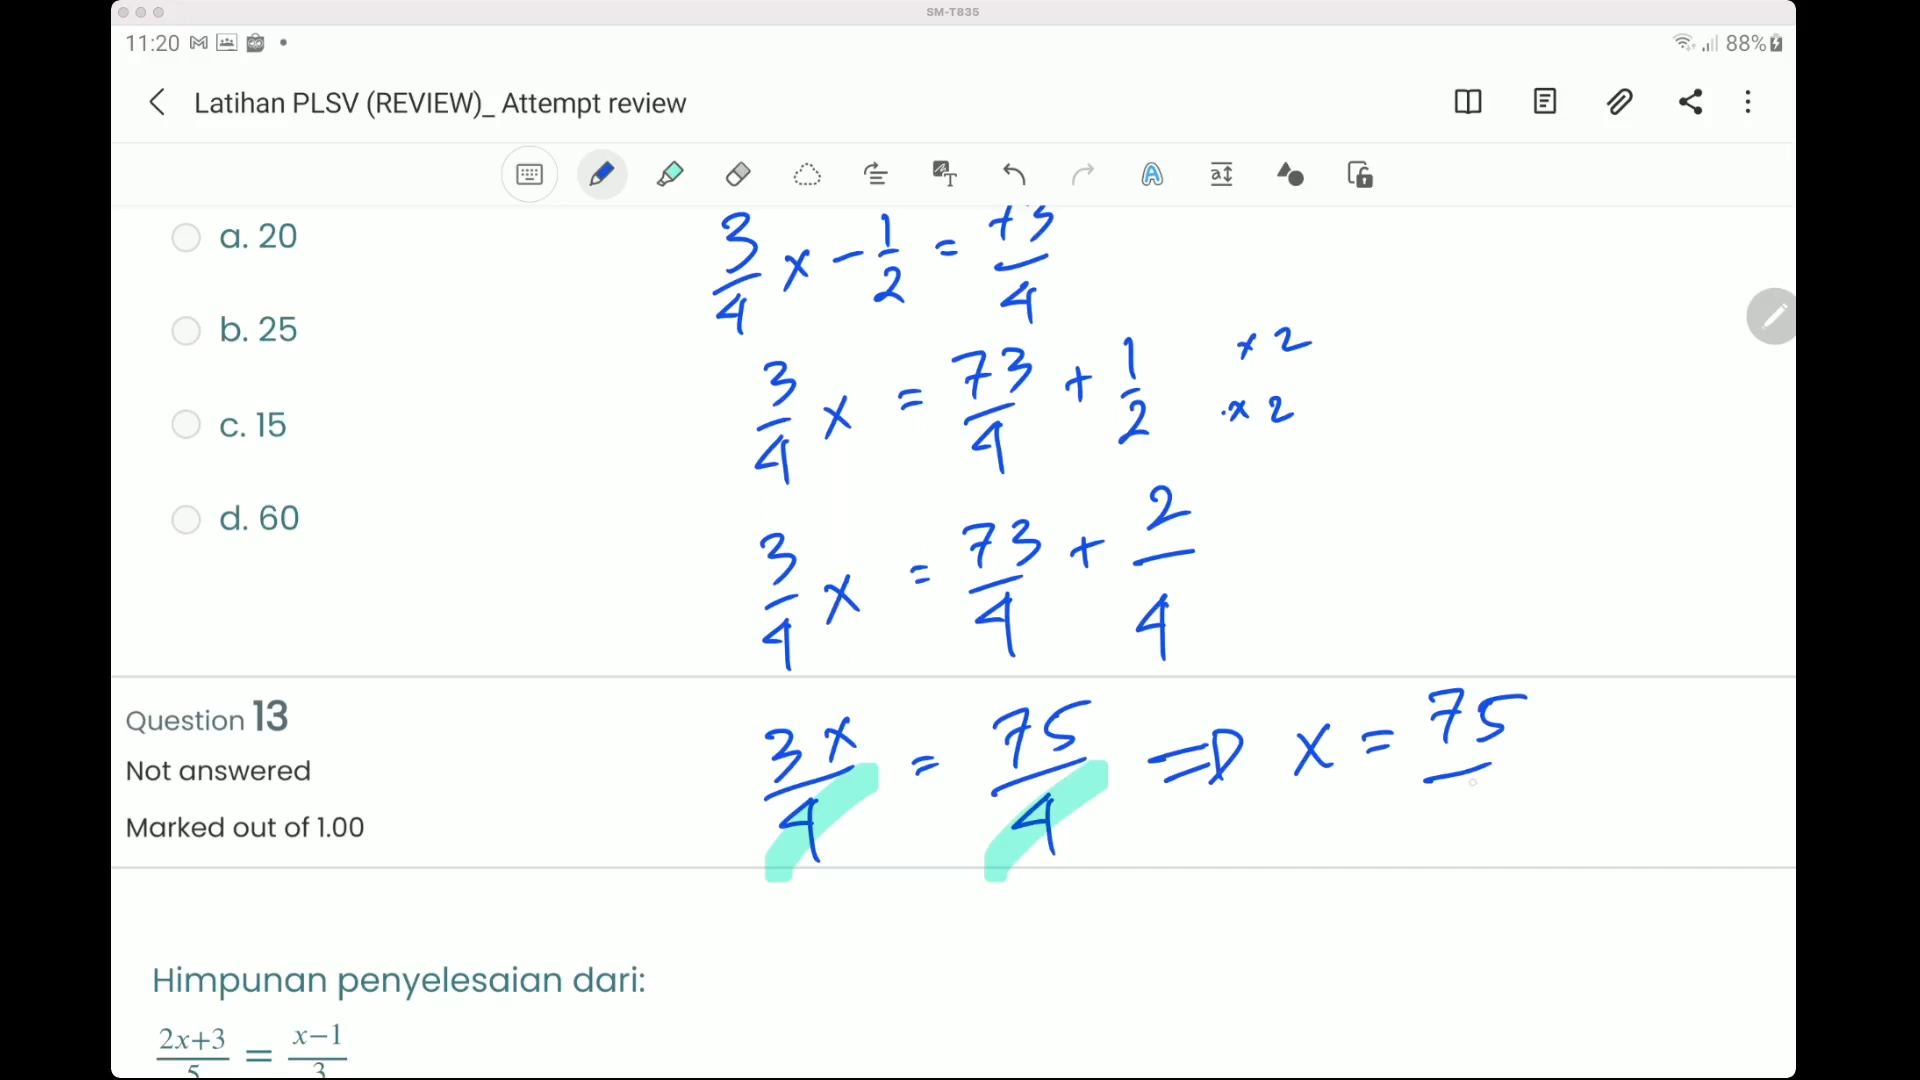 SM-T835
11:20
88%
Latihan PLSV (REVIEW)_ Attempt review
a. 20
b. 25
c. 15
d. 60
3/4 x - 1/2 = 73/4
3/4 x = 73/4 + 1/2 x 2
x 2
3/4 x = 73/4 + 2/4
3x/4 = 75/4 => x = 75
Question 13
Not answered
Marked out of 1.00
Himpunan penyelesaian dari:
2x+3/5 = x−1/3